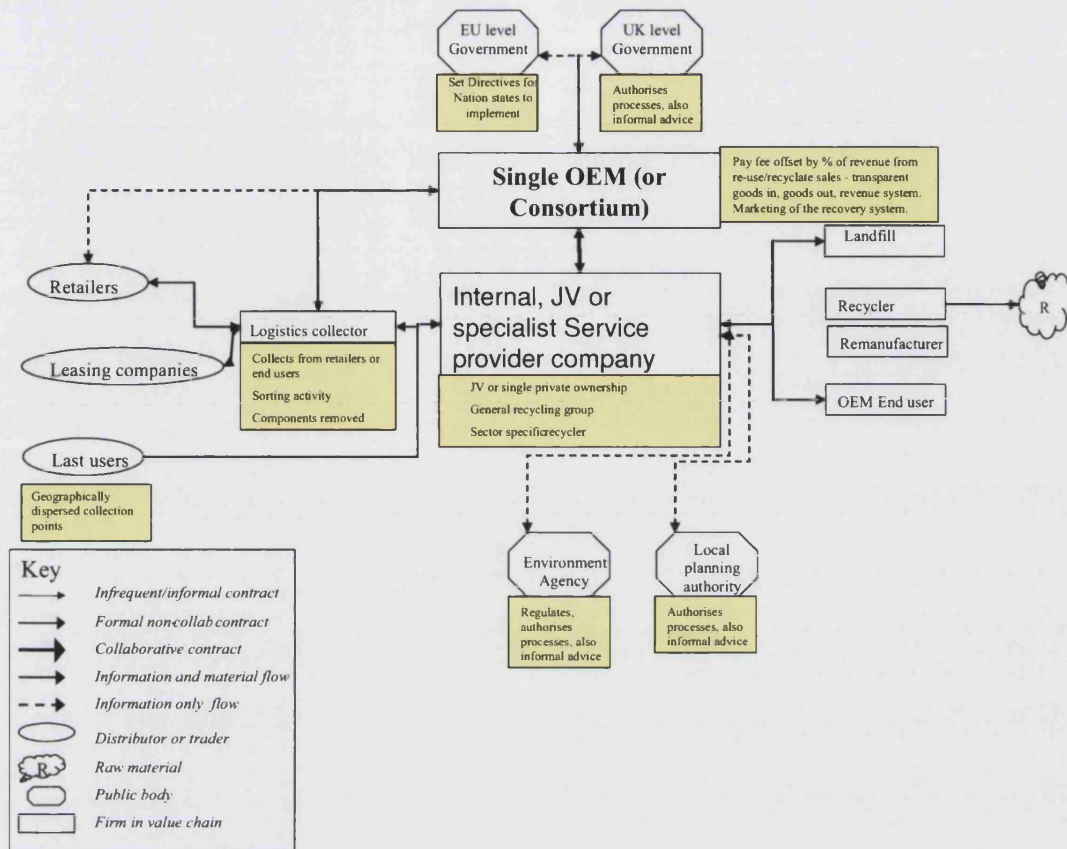 EU level
Government
UK level
Government
Set Directives for
Nation states to
implement
Authorises
processes, also
informal advice
Single OEM (or
Consortium)
Pay fee offset by % of revenue from
re-use/recyclate sales - transparent
goods in, goods out, revenue system.
Marketing of the recovery system.
Retailers
Leasing companies
Last users
Geographically
dispersed collection
points
Logistics collector
Collects from retailers or
end users
Sorting activity
Components removed
Internal, JV or
specialist Service
provider company
JV or single private ownership
General recycling group
Sector specificrecycler
Landfill
Recycler
Remanufacturer
OEM End user
R
Environment
Agency
Regulates,
authorises
processes, also
informal advice
Local
planning
authority
Authorises
processes, also
informal advice
Key
Infrequent/informal contract
Formal non-collab contract
Collaborative contract
Information and material flow
Information only flow
Distributor or trader
R
Raw material
Public body
Firm in value chain